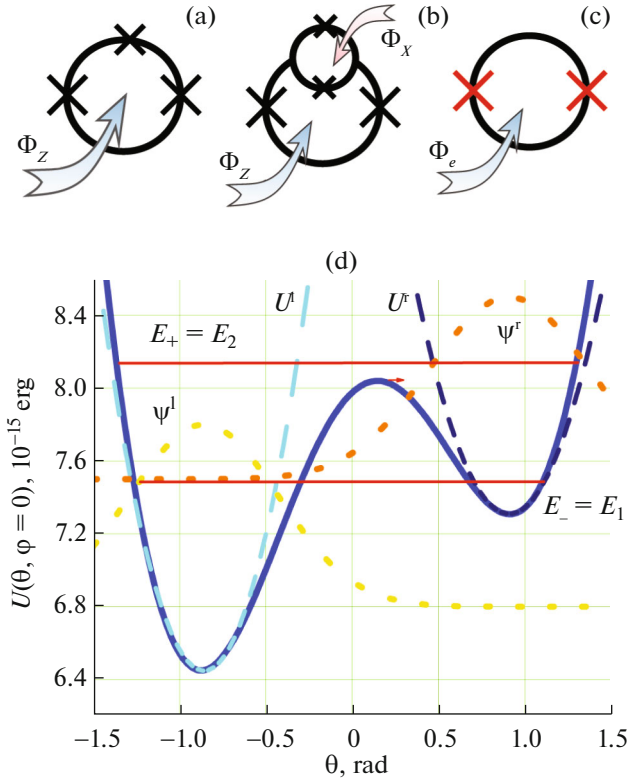 (a)
(b)
(c)
Φ_X
Φ_Z
Φ_Z
Φ_e
(d)
U^l
U^r
ψ^r
8.4
E_+ = E_2
8.0
ψ^l
7.6
7.2
E_– = E_1
6.8
6.4
U(θ, φ = 0), 10^{–15} erg
–1.5
–1.0
–0.5
0
0.5
1.0
1.5
θ, rad